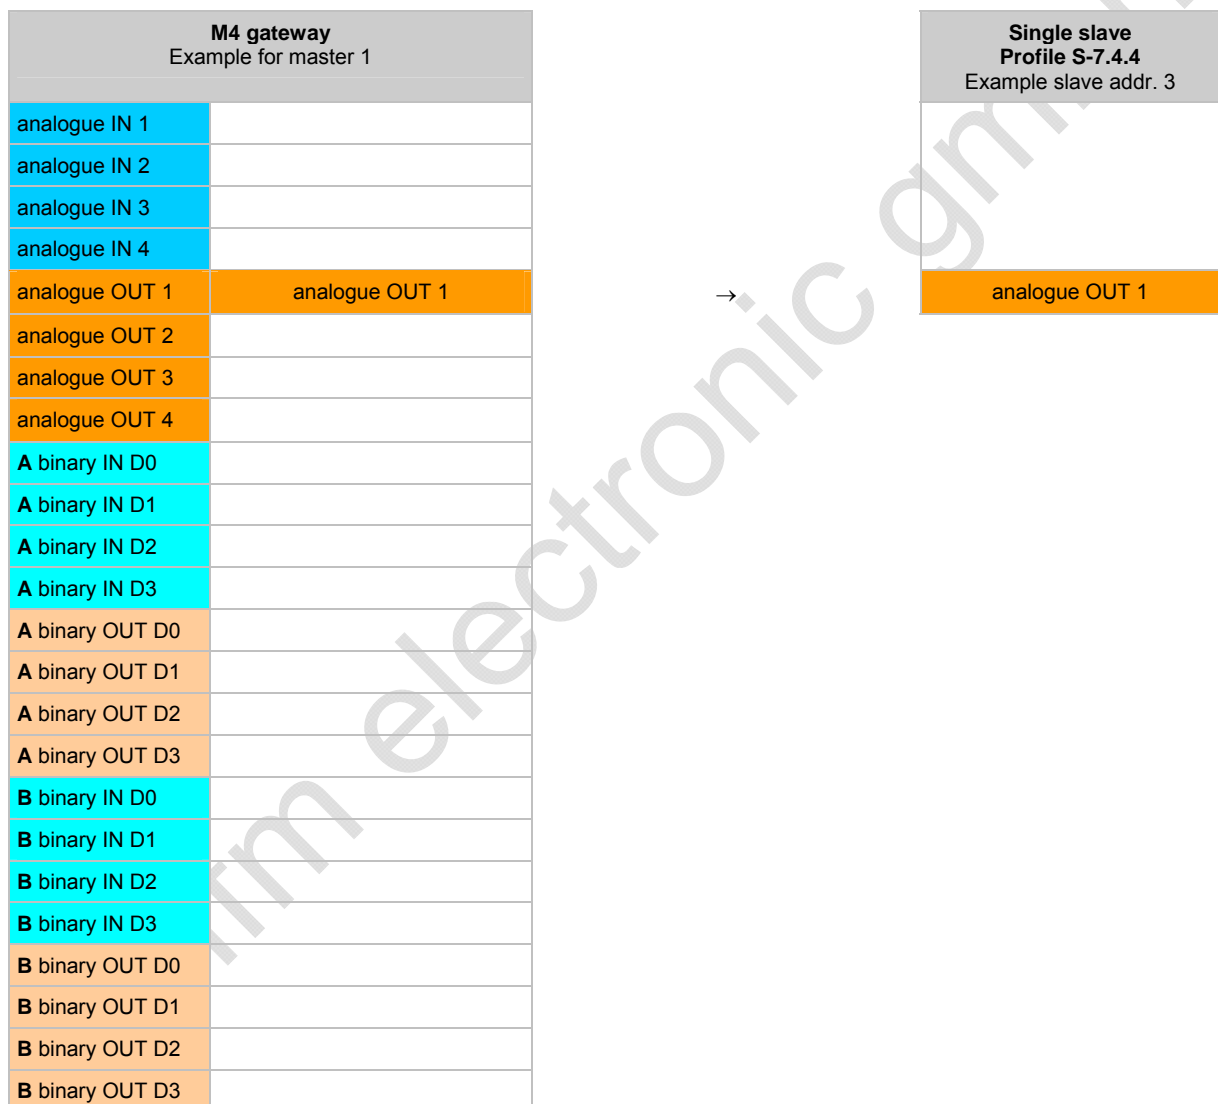 M4 gateway
Example for master 1
Single slave
Profile S-7.4.4
Example slave addr. 3
analogue IN 1
analogue IN 2
analogue IN 3
analogue IN 4
analogue OUT 1 analogue OUT 1 → analogue OUT 1
analogue OUT 2
analogue OUT 3
analogue OUT 4
A binary IN D0
A binary IN D1
A binary IN D2
A binary IN D3
A binary OUT D0
A binary OUT D1
A binary OUT D2
A binary OUT D3
B binary IN D0
B binary IN D1
B binary IN D2
B binary IN D3
B binary OUT D0
B binary OUT D1
B binary OUT D2
B binary OUT D3
electronic